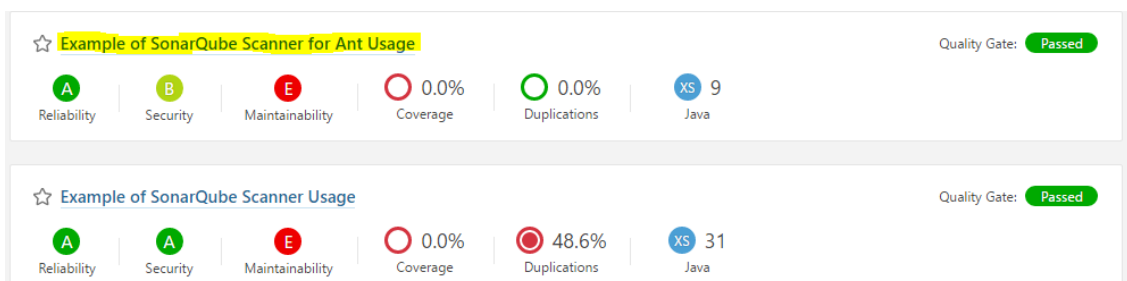 Example of SonarQube Scanner for Ant Usage Quality Gate: Passed
A B E 0.0% 0.0% XS 9
Reliability Security Maintainability Coverage Duplications Java
Example of SonarQube Scanner Usage Quality Gate: Passed
A A E 0.0% 48.6% XS 31
Reliability Security Maintainability Coverage Duplications Java